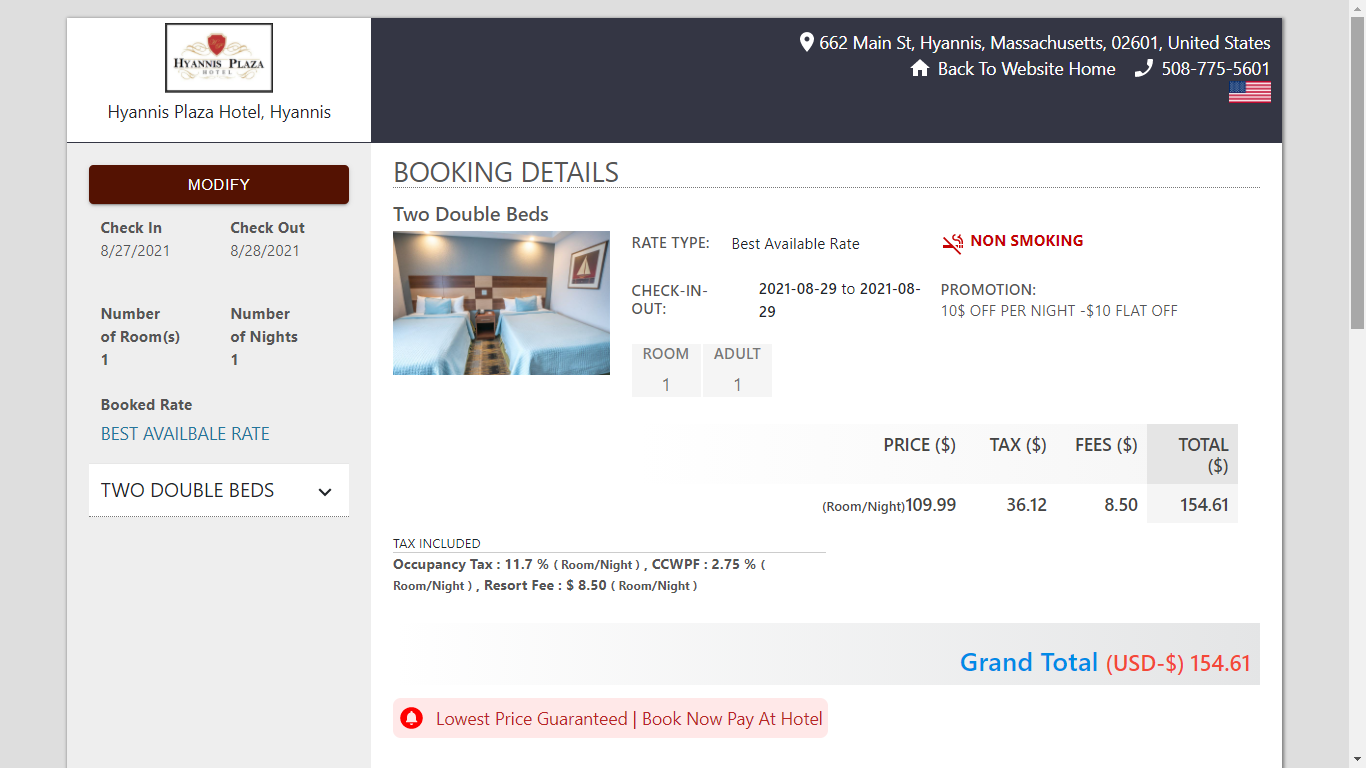 HYANNIS PLAZA
HOTEL
Hyannis Plaza Hotel, Hyannis
662 Main St, Hyannis, Massachusetts, 02601, United States
Back To Website Home 508-775-5601
MODIFY
Check In Check Out
8/27/2021 8/28/2021
Number Number
of Room(s) of Nights
1 1
Booked Rate
BEST AVAILBALE RATE
TWO DOUBLE BEDS
BOOKING DETAILS
Two Double Beds
RATE TYPE: Best Available Rate NON SMOKING
CHECK-IN- 2021-08-29 to 2021-08-
OUT: 29
PROMOTION:
10$ OFF PER NIGHT -$10 FLAT OFF
ROOM ADULT
1 1
PRICE ($) TAX ($) FEES ($) TOTAL
($)
(Room/Night)109.99 36.12 8.50 154.61
TAX INCLUDED
Occupancy Tax : 11.7 % ( Room/Night ) , CCWPF : 2.75 % (
Room/Night ) , Resort Fee : $ 8.50 ( Room/Night )
Grand Total (USD-$) 154.61
Lowest Price Guaranteed | Book Now Pay At Hotel